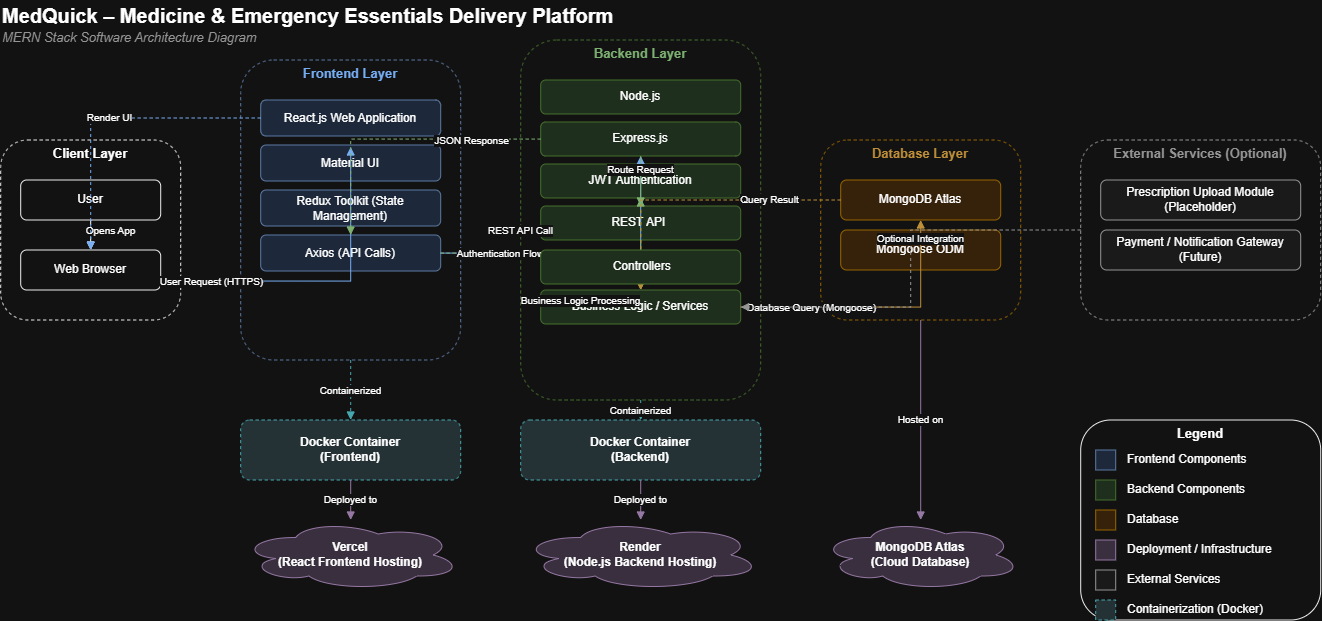 MedQuick – Medicine & Emergency Essentials Delivery Platform
MERN Stack Software Architecture Diagram
Client Layer
User
Opens App
Web Browser
Render UI
User Request (HTTPS)
Frontend Layer
React.js Web Application
Material UI
Redux Toolkit (State
Management)
Axios (API Calls)
JSON Response
REST API Call
Authentication Flow
Backend Layer
Node.js
Express.js
Route Request
JWT Authentication
REST API
Controllers
Business Logic Processing
Business Logic / Services
Query Result
Database Query (Mongoose)
Database Layer
MongoDB Atlas
Optional Integration
Mongoose ODM
External Services (Optional)
Prescription Upload Module
(Placeholder)
Payment / Notification Gateway
(Future)
Containerized
Docker Container
(Frontend)
Deployed to
Vercel
(React Frontend Hosting)
Containerized
Docker Container
(Backend)
Deployed to
Render
(Node.js Backend Hosting)
Hosted on
MongoDB Atlas
(Cloud Database)
Legend
Frontend Components
Backend Components
Database
Deployment / Infrastructure
External Services
Containerization (Docker)